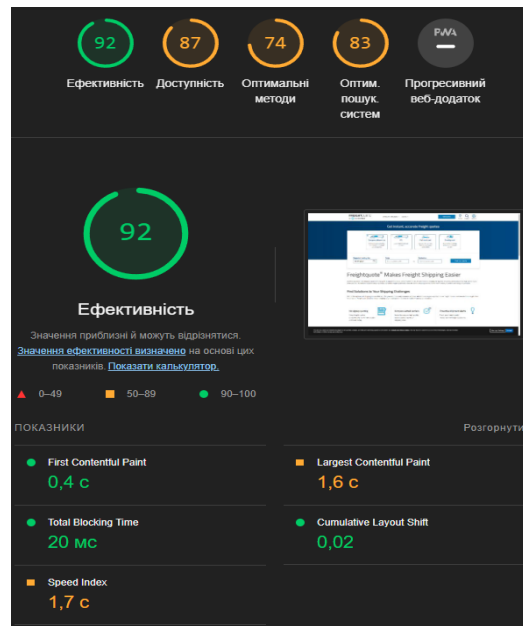 92
87
74
83
PWA
Ефективність
Доступність
Оптимальні
методи
Оптим.
пошук.
систем
Прогресивний
веб-додаток
92
Ефективність
Значення приблизні й можуть відрізнятися.
Значення ефективності визначено на основі цих
показників. Показати калькулятор.
0–49
50–89
90–100
Freightquote® Makes Freight Shipping Easier
ПОКАЗНИКИ
Розгорнути
First Contentful Paint
0,4 с
Largest Contentful Paint
1,6 с
Total Blocking Time
20 мс
Cumulative Layout Shift
0,02
Speed Index
1,7 с